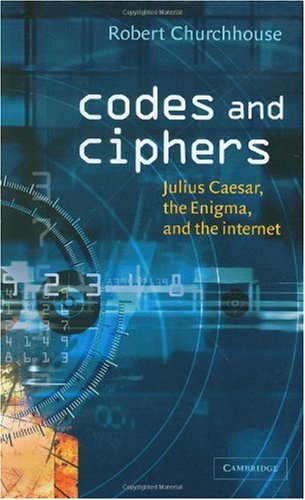 Robert Churchhouse
codes and
ciphers
Julius Caesar,
the Enigma,
and the internet
CAMBRIDGE